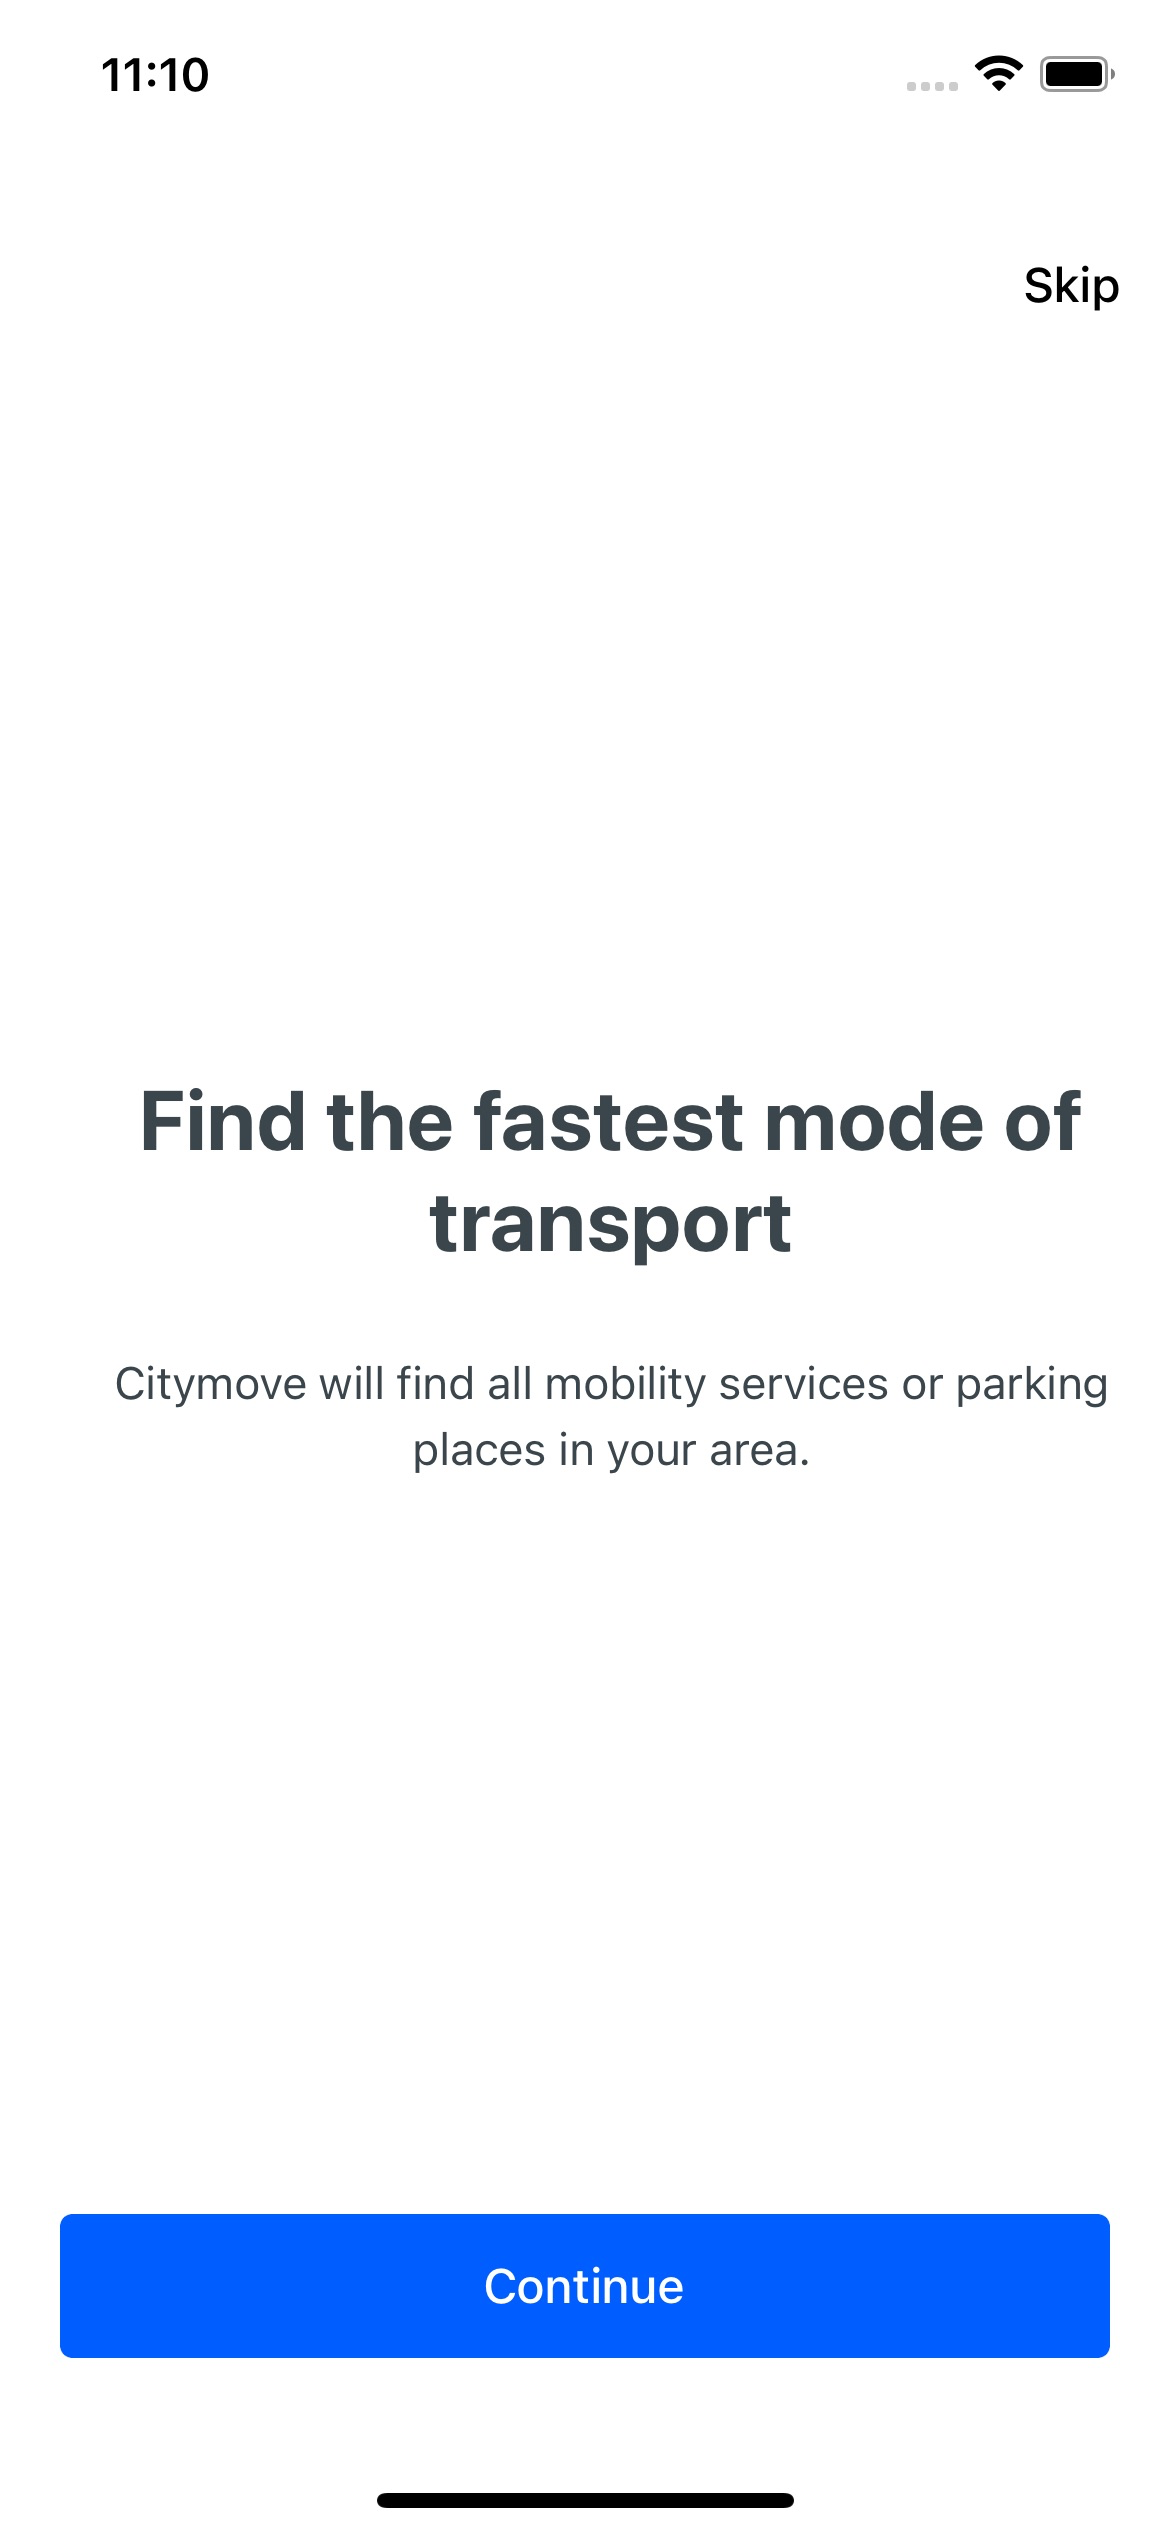 11:10
Skip
Find the fastest mode of
transport
Citymove will find all mobility services or parking
places in your area.
Continue